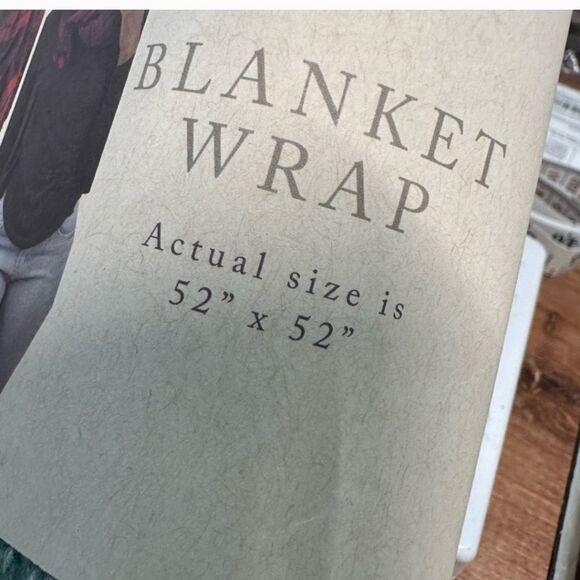 BLANKET
WRAP
Actual size is
52” x 52”